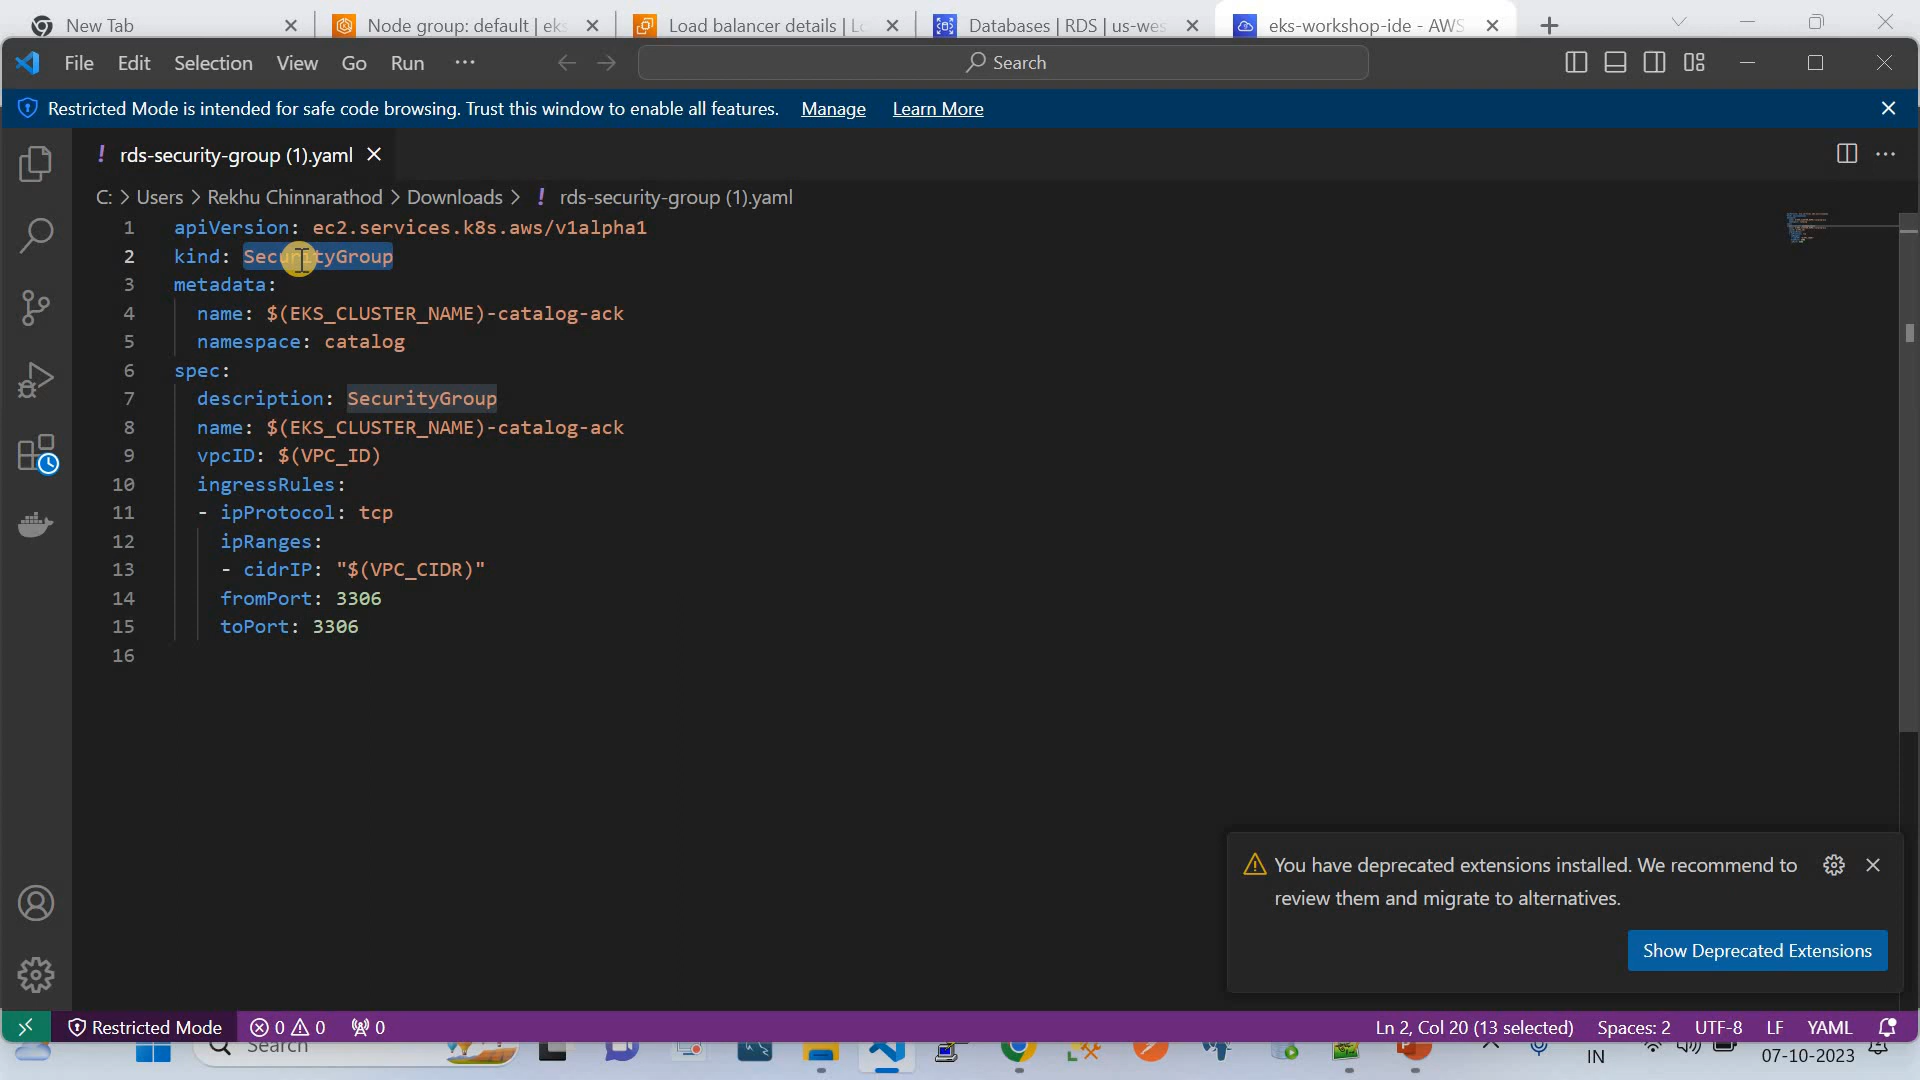 New Tab
Node group: default | eks
Load balancer details | Lo
Databases | RDS | us-wes
eks-workshop-ide - AWS
File Edit Selection View Go Run ···
Search
Restricted Mode is intended for safe code browsing. Trust this window to enable all features. Manage Learn More
! rds-security-group (1).yaml
C: > Users > Rekhu Chinnarathod > Downloads > ! rds-security-group (1).yaml
1 apiVersion: ec2.services.k8s.aws/v1alpha1
2 kind: SecurityGroup
3 metadata:
4 name: $(EKS_CLUSTER_NAME)-catalog-ack
5 namespace: catalog
6 spec:
7 description: SecurityGroup
8 name: $(EKS_CLUSTER_NAME)-catalog-ack
9 vpcID: $(VPC_ID)
10 ingressRules:
11 - ipProtocol: tcp
12 ipRanges:
13 - cidrIP: "$(VPC_CIDR)"
14 fromPort: 3306
15 toPort: 3306
16
You have deprecated extensions installed. We recommend to
review them and migrate to alternatives.
Show Deprecated Extensions
Restricted Mode 0 0 0
Ln 2, Col 20 (13 selected) Spaces: 2 UTF-8 LF YAML
Search
IN
07-10-2023